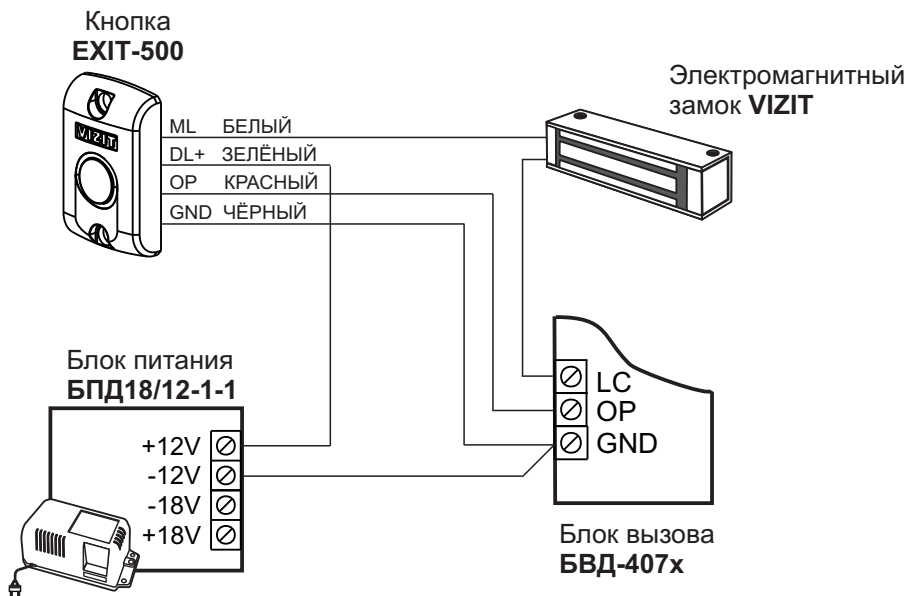 Кнопка
EXIT-500
Электромагнитный
замок VIZIT
VIZIT
ML БЕЛЫЙ
DL+ ЗЕЛЁНЫЙ
OP КРАСНЫЙ
GND ЧЁРНЫЙ
Блок питания
БПД18/12-1-1
+12V
-12V
-18V
+18V
LC
OP
GND
Блок вызова
БВД-407х